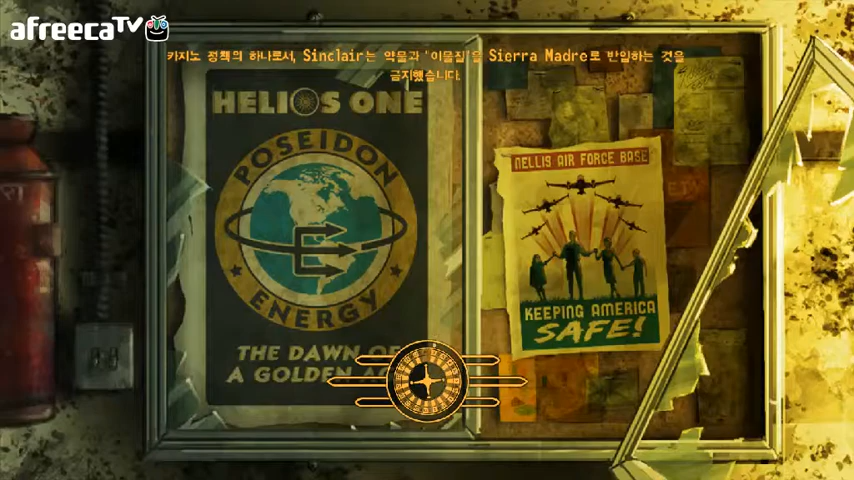 afreecaTV
카지노 정책의 하나로서, Sinclair는 약물과 "이물질"을 Sierra Madre로 반입하는 것을
금지했습니다.
HELIOS ONE
POSEIDON
ENERGY
THE DAWN OF
A GOLDEN
NELLIS AIR FORCE BASE
KEEPING AMERICA
SAFE!